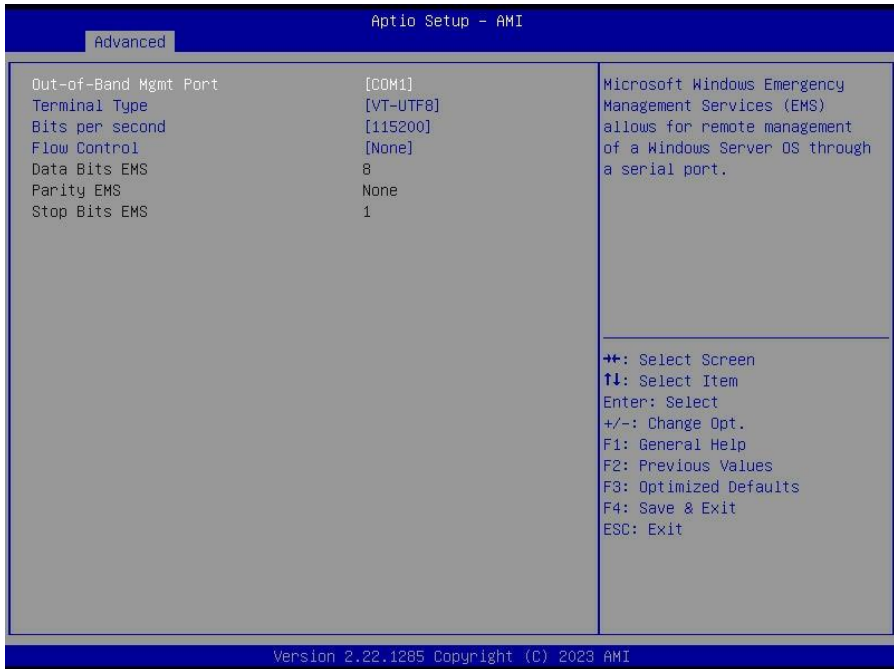 Aptio Setup - AMI
Advanced
Out-of-Band Mgmt Port [COM1]
Terminal Type [VT-UTF8]
Bits per second [115200]
Flow Control [None]
Data Bits EMS 8
Parity EMS None
Stop Bits EMS 1
Microsoft Windows Emergency
Management Services (EMS)
allows for remote management
of a Windows Server OS through
a serial port.
→←: Select Screen
↑↓: Select Item
Enter: Select
+/-: Change Opt.
F1: General Help
F2: Previous Values
F3: Optimized Defaults
F4: Save & Exit
ESC: Exit
Version 2.22.1285 Copyright (C) 2023 AMI